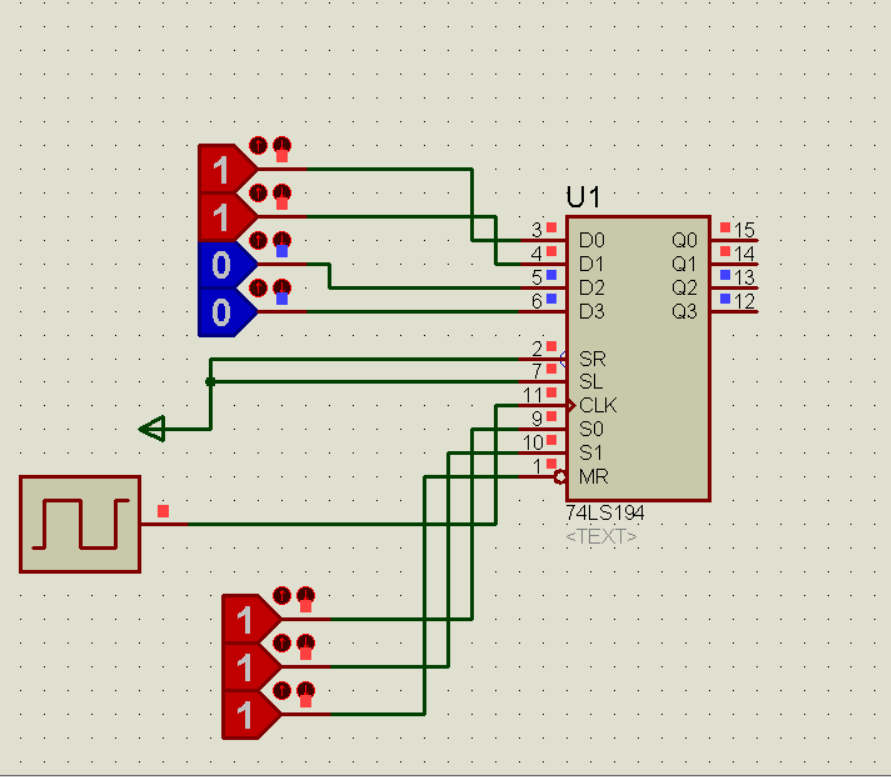 1
1
U1
3 D0 Q0 15
4 D1 Q1 14
0
5 D2 Q2 13
0
6 D3 Q3 12
2 SR
7 SL
11 CLK
9 S0
10 S1
1 MR
74LS194
<TEXT>
1
1
1